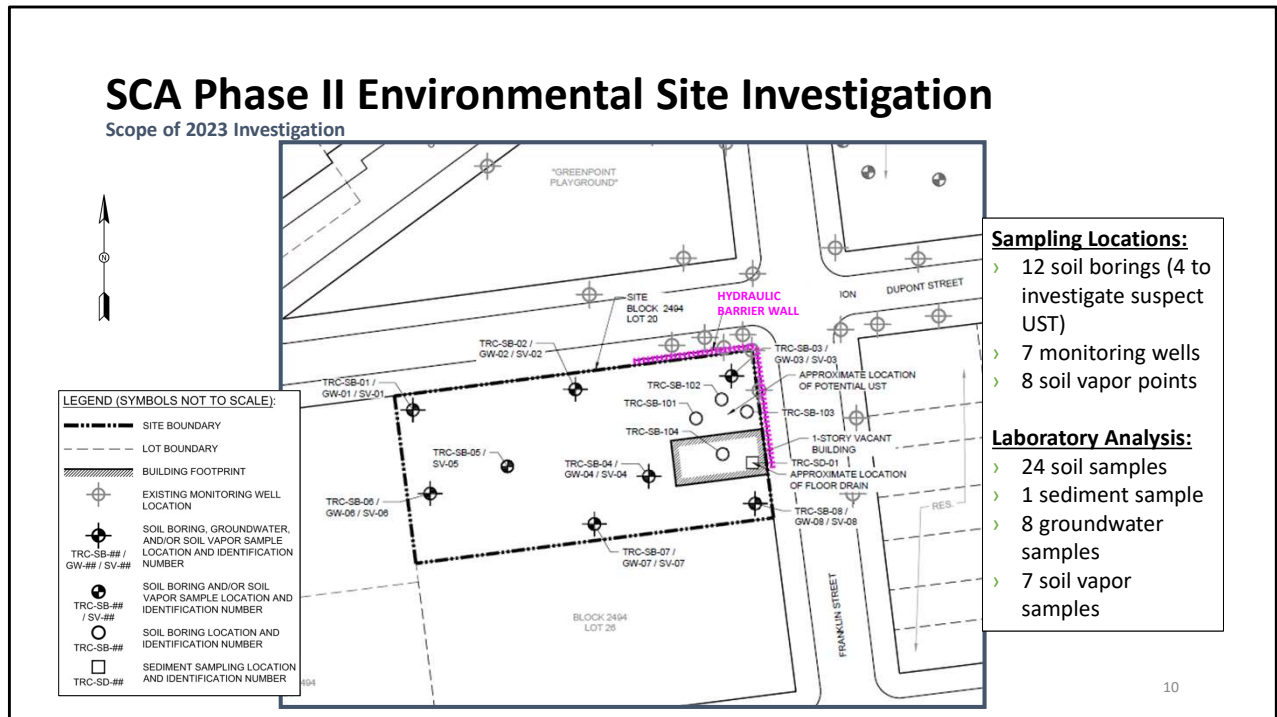 SCA Phase II Environmental Site Investigation
Scope of 2023 Investigation
N
"GREENPOINT
PLAYGROUND"
SITE
BLOCK 2494
LOT 20
HYDRAULIC
BARRIER WALL
ION
DUPONT STREET
TRC-SB-02 /
GW-02 / SV-02
TRC-SB-03 /
GW-03 / SV-03
TRC-SB-01 /
GW-01 / SV-01
APPROXIMATE LOCATION
OF POTENTIAL UST
TRC-SB-102
TRC-SB-101
TRC-SB-103
TRC-SB-104
1-STORY VACANT
BUILDING
TRC-SB-05 /
SV-05
TRC-SB-04 /
GW-04 / SV-04
TRC-SD-01
APPROXIMATE LOCATION
OF FLOOR DRAIN
TRC-SB-06 /
GW-06 / SV-06
TRC-SB-08 /
GW-08 / SV-08
RES.
TRC-SB-07 /
GW-07 / SV-07
BLOCK 2494
LOT 26
FRANKLIN STREET
494
LEGEND (SYMBOLS NOT TO SCALE):
SITE BOUNDARY
LOT BOUNDARY
BUILDING FOOTPRINT
EXISTING MONITORING WELL
LOCATION
TRC-SB-## /
GW-## / SV-##
SOIL BORING, GROUNDWATER,
AND/OR SOIL VAPOR SAMPLE
LOCATION AND IDENTIFICATION
NUMBER
TRC-SB-##
/ SV-##
SOIL BORING AND/OR SOIL
VAPOR SAMPLE LOCATION AND
IDENTIFICATION NUMBER
TRC-SB-##
SOIL BORING LOCATION AND
IDENTIFICATION NUMBER
TRC-SD-##
SEDIMENT SAMPLING LOCATION
AND IDENTIFICATION NUMBER
Sampling Locations:
› 12 soil borings (4 to
investigate suspect
UST)
› 7 monitoring wells
› 8 soil vapor points
Laboratory Analysis:
› 24 soil samples
› 1 sediment sample
› 8 groundwater
samples
› 7 soil vapor
samples
10